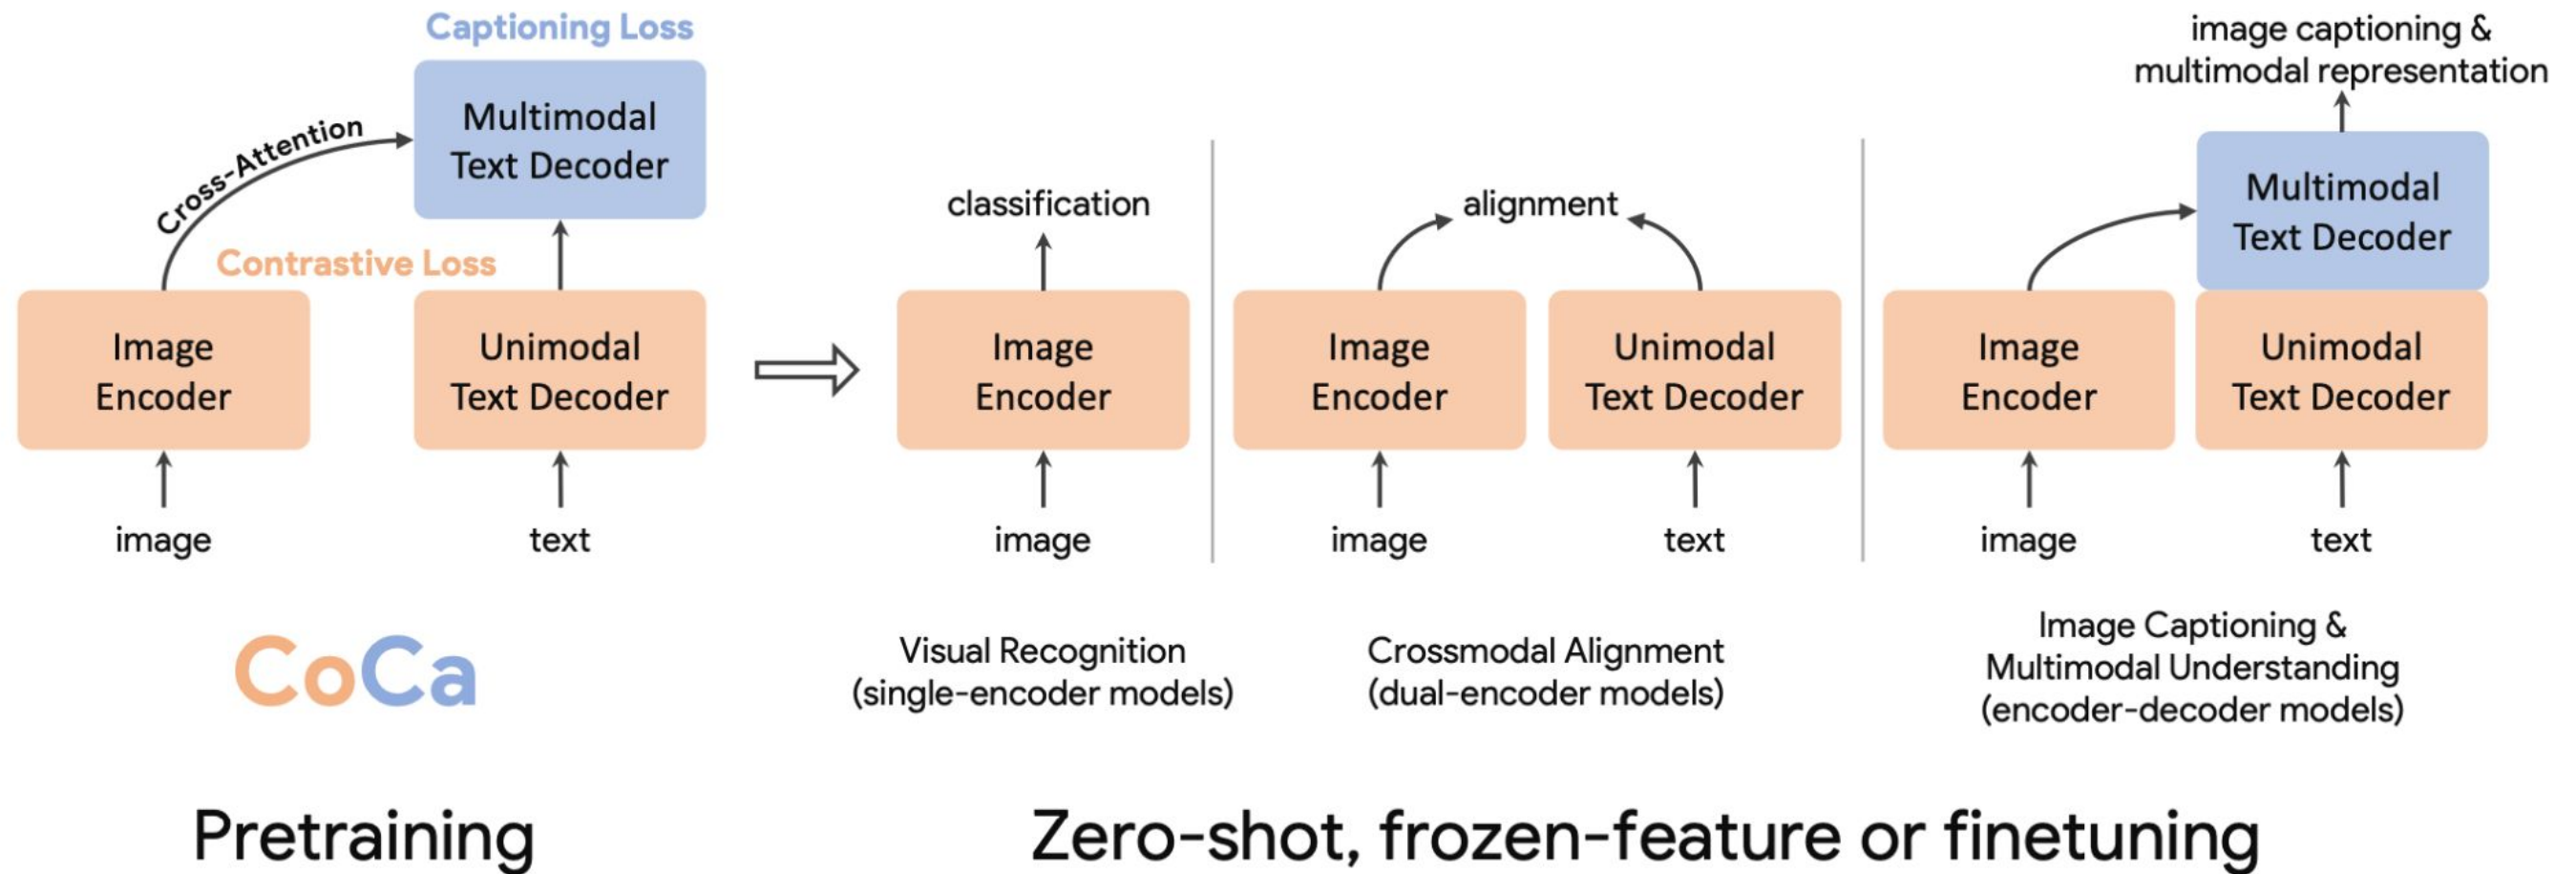 Captioning Loss
Multimodal
Text Decoder
Cross-Attention
Contrastive Loss
Image
Encoder
Unimodal
Text Decoder
image
text
CoCa
Pretraining
classification
Image
Encoder
image
Visual Recognition
(single-encoder models)
alignment
Image
Encoder
Unimodal
Text Decoder
image
text
Crossmodal Alignment
(dual-encoder models)
image captioning &
multimodal representation
Multimodal
Text Decoder
Image
Encoder
Unimodal
Text Decoder
image
text
Image Captioning &
Multimodal Understanding
(encoder-decoder models)
Zero-shot, frozen-feature or finetuning